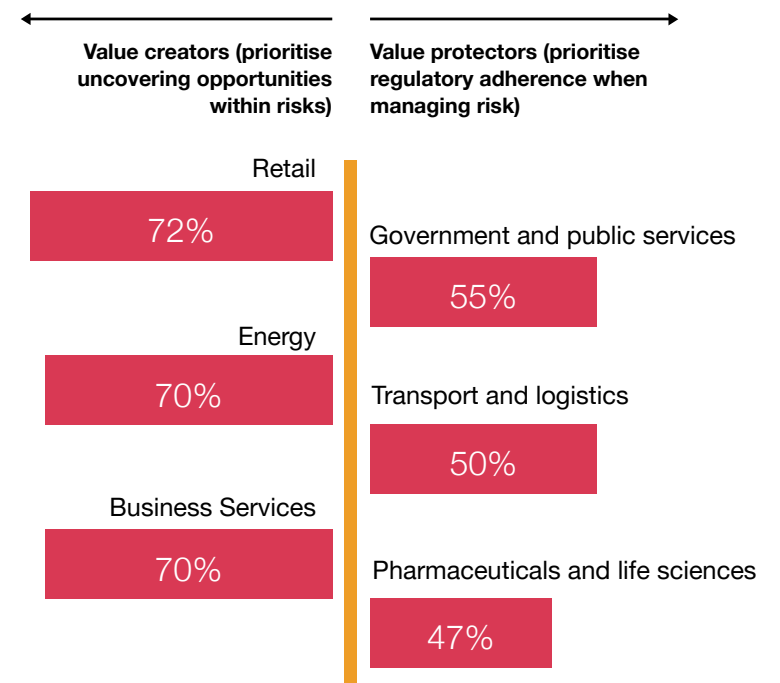 Value creators (prioritise
uncovering opportunities
within risks)
Value protectors (prioritise
regulatory adherence when
managing risk)
Retail
72%
Government and public services
55%
Energy
70%
Transport and logistics
50%
Business Services
70%
Pharmaceuticals and life sciences
47%